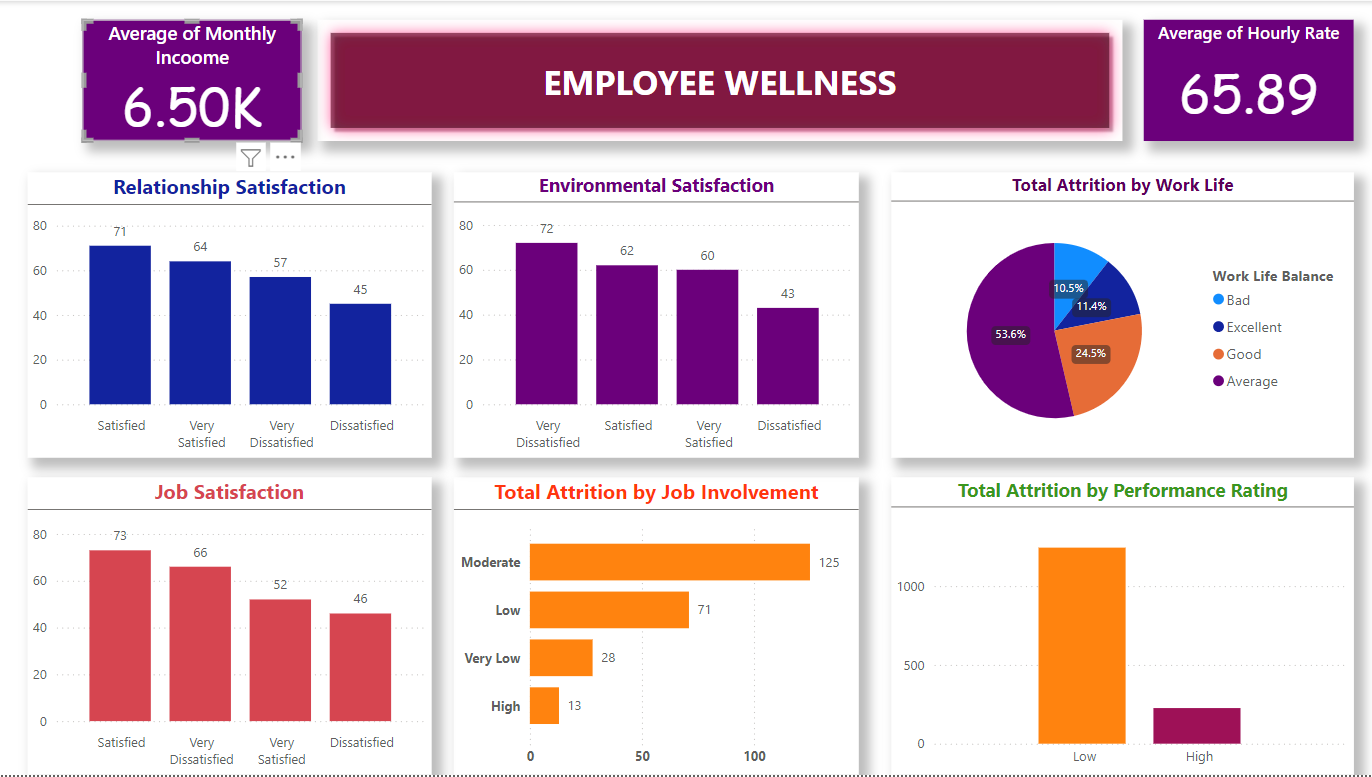 Average of Monthly
Incoome
6.50K
EMPLOYEE WELLNESS
Average of Hourly Rate
65.89
Relationship Satisfaction
80
60
40
20
0
71
64
57
45
Satisfied
Very
Satisfied
Very
Dissatisfied
Dissatisfied
Environmental Satisfaction
80
60
40
20
0
72
62
60
43
Very
Dissatisfied
Satisfied
Very
Satisfied
Dissatisfied
Total Attrition by Work Life
10.5%
11.4%
53.6%
24.5%
Work Life Balance
Bad
Excellent
Good
Average
Job Satisfaction
80
60
40
20
0
73
66
52
46
Satisfied
Very
Dissatisfied
Very
Satisfied
Dissatisfied
Total Attrition by Job Involvement
Moderate 125
Low 71
Very Low 28
High 13
0 50 100
Total Attrition by Performance Rating
1000
500
0
Low High